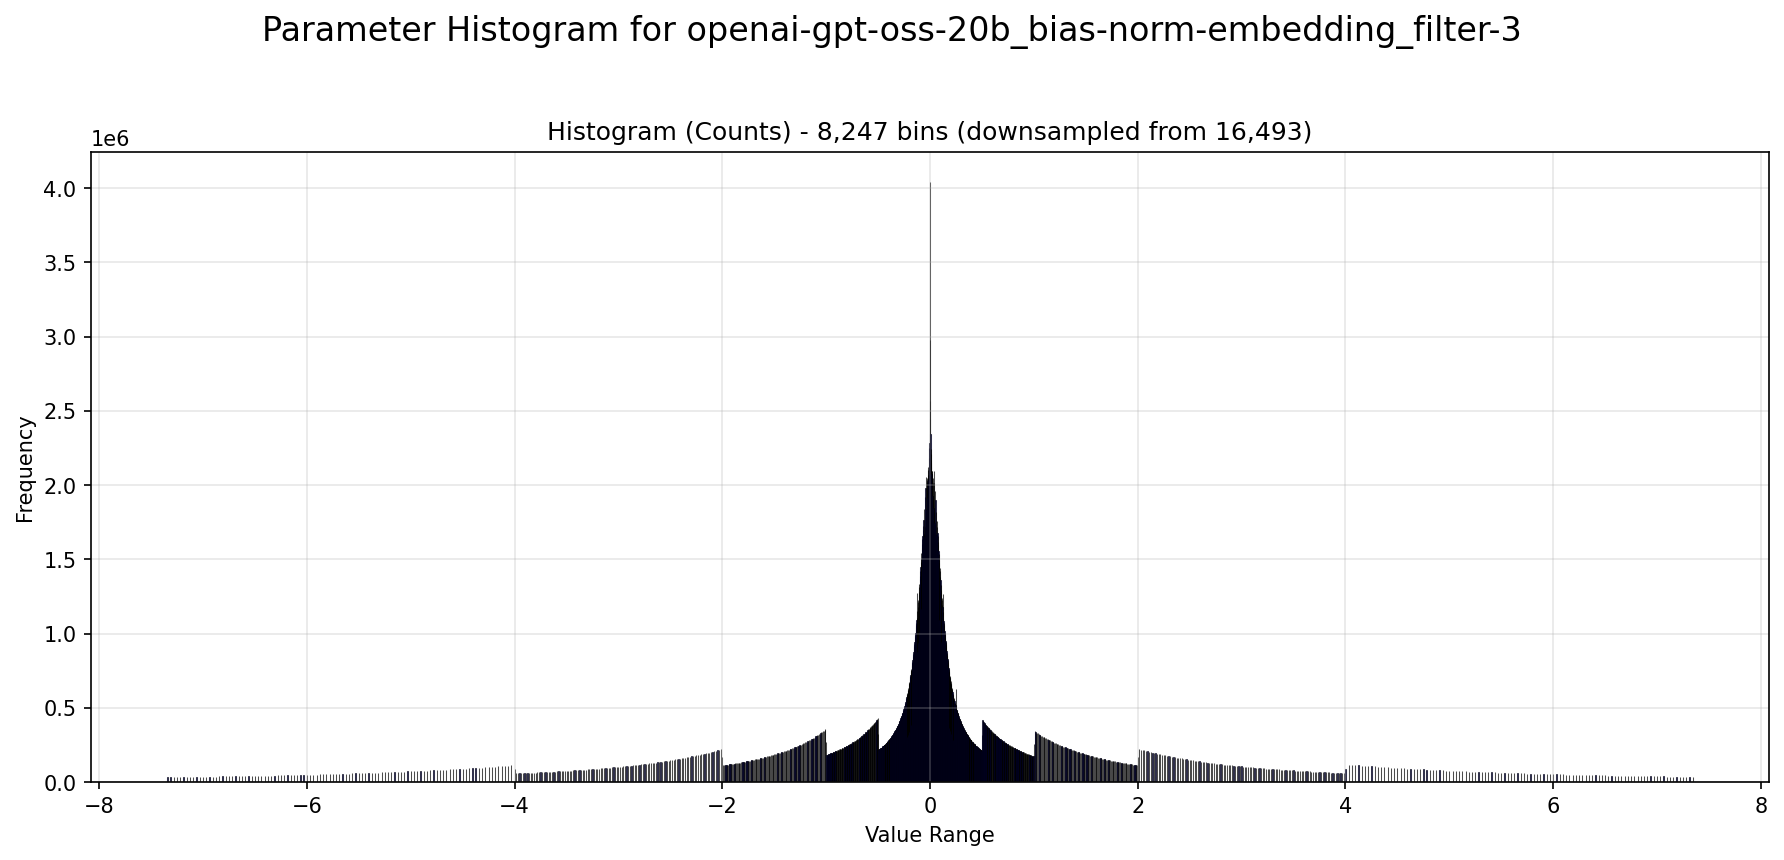 Parameter Histogram for openai-gpt-oss-20b_bias-norm-embedding_filter-3
Histogram (Counts) - 8,247 bins (downsampled from 16,493)
1e6
4.0
3.5
3.0
2.5
2.0
1.5
1.0
0.5
0.0
Frequency
−8 −6 −4 −2 0 2 4 6 8
Value Range